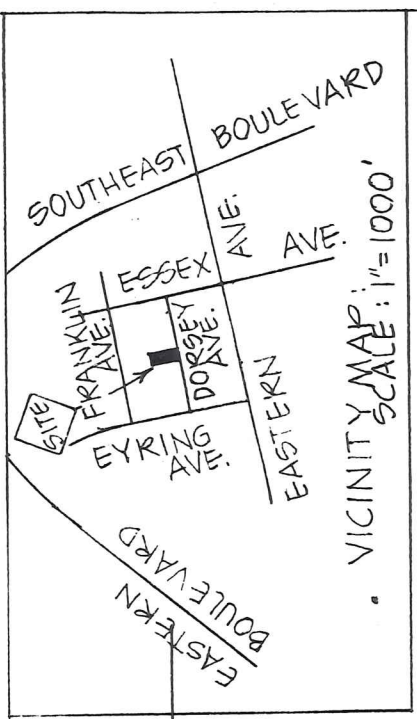 SOUTHEAST BOULEVARD
ESSEX AVE.
FRANKLIN
AVE.
DORSEY
AVE.
SITE
EYRING
AVE.
EASTERN AVE.
EASTERN
BOULEVARD
• VICINITY MAP:
SCALE: 1"=1000'